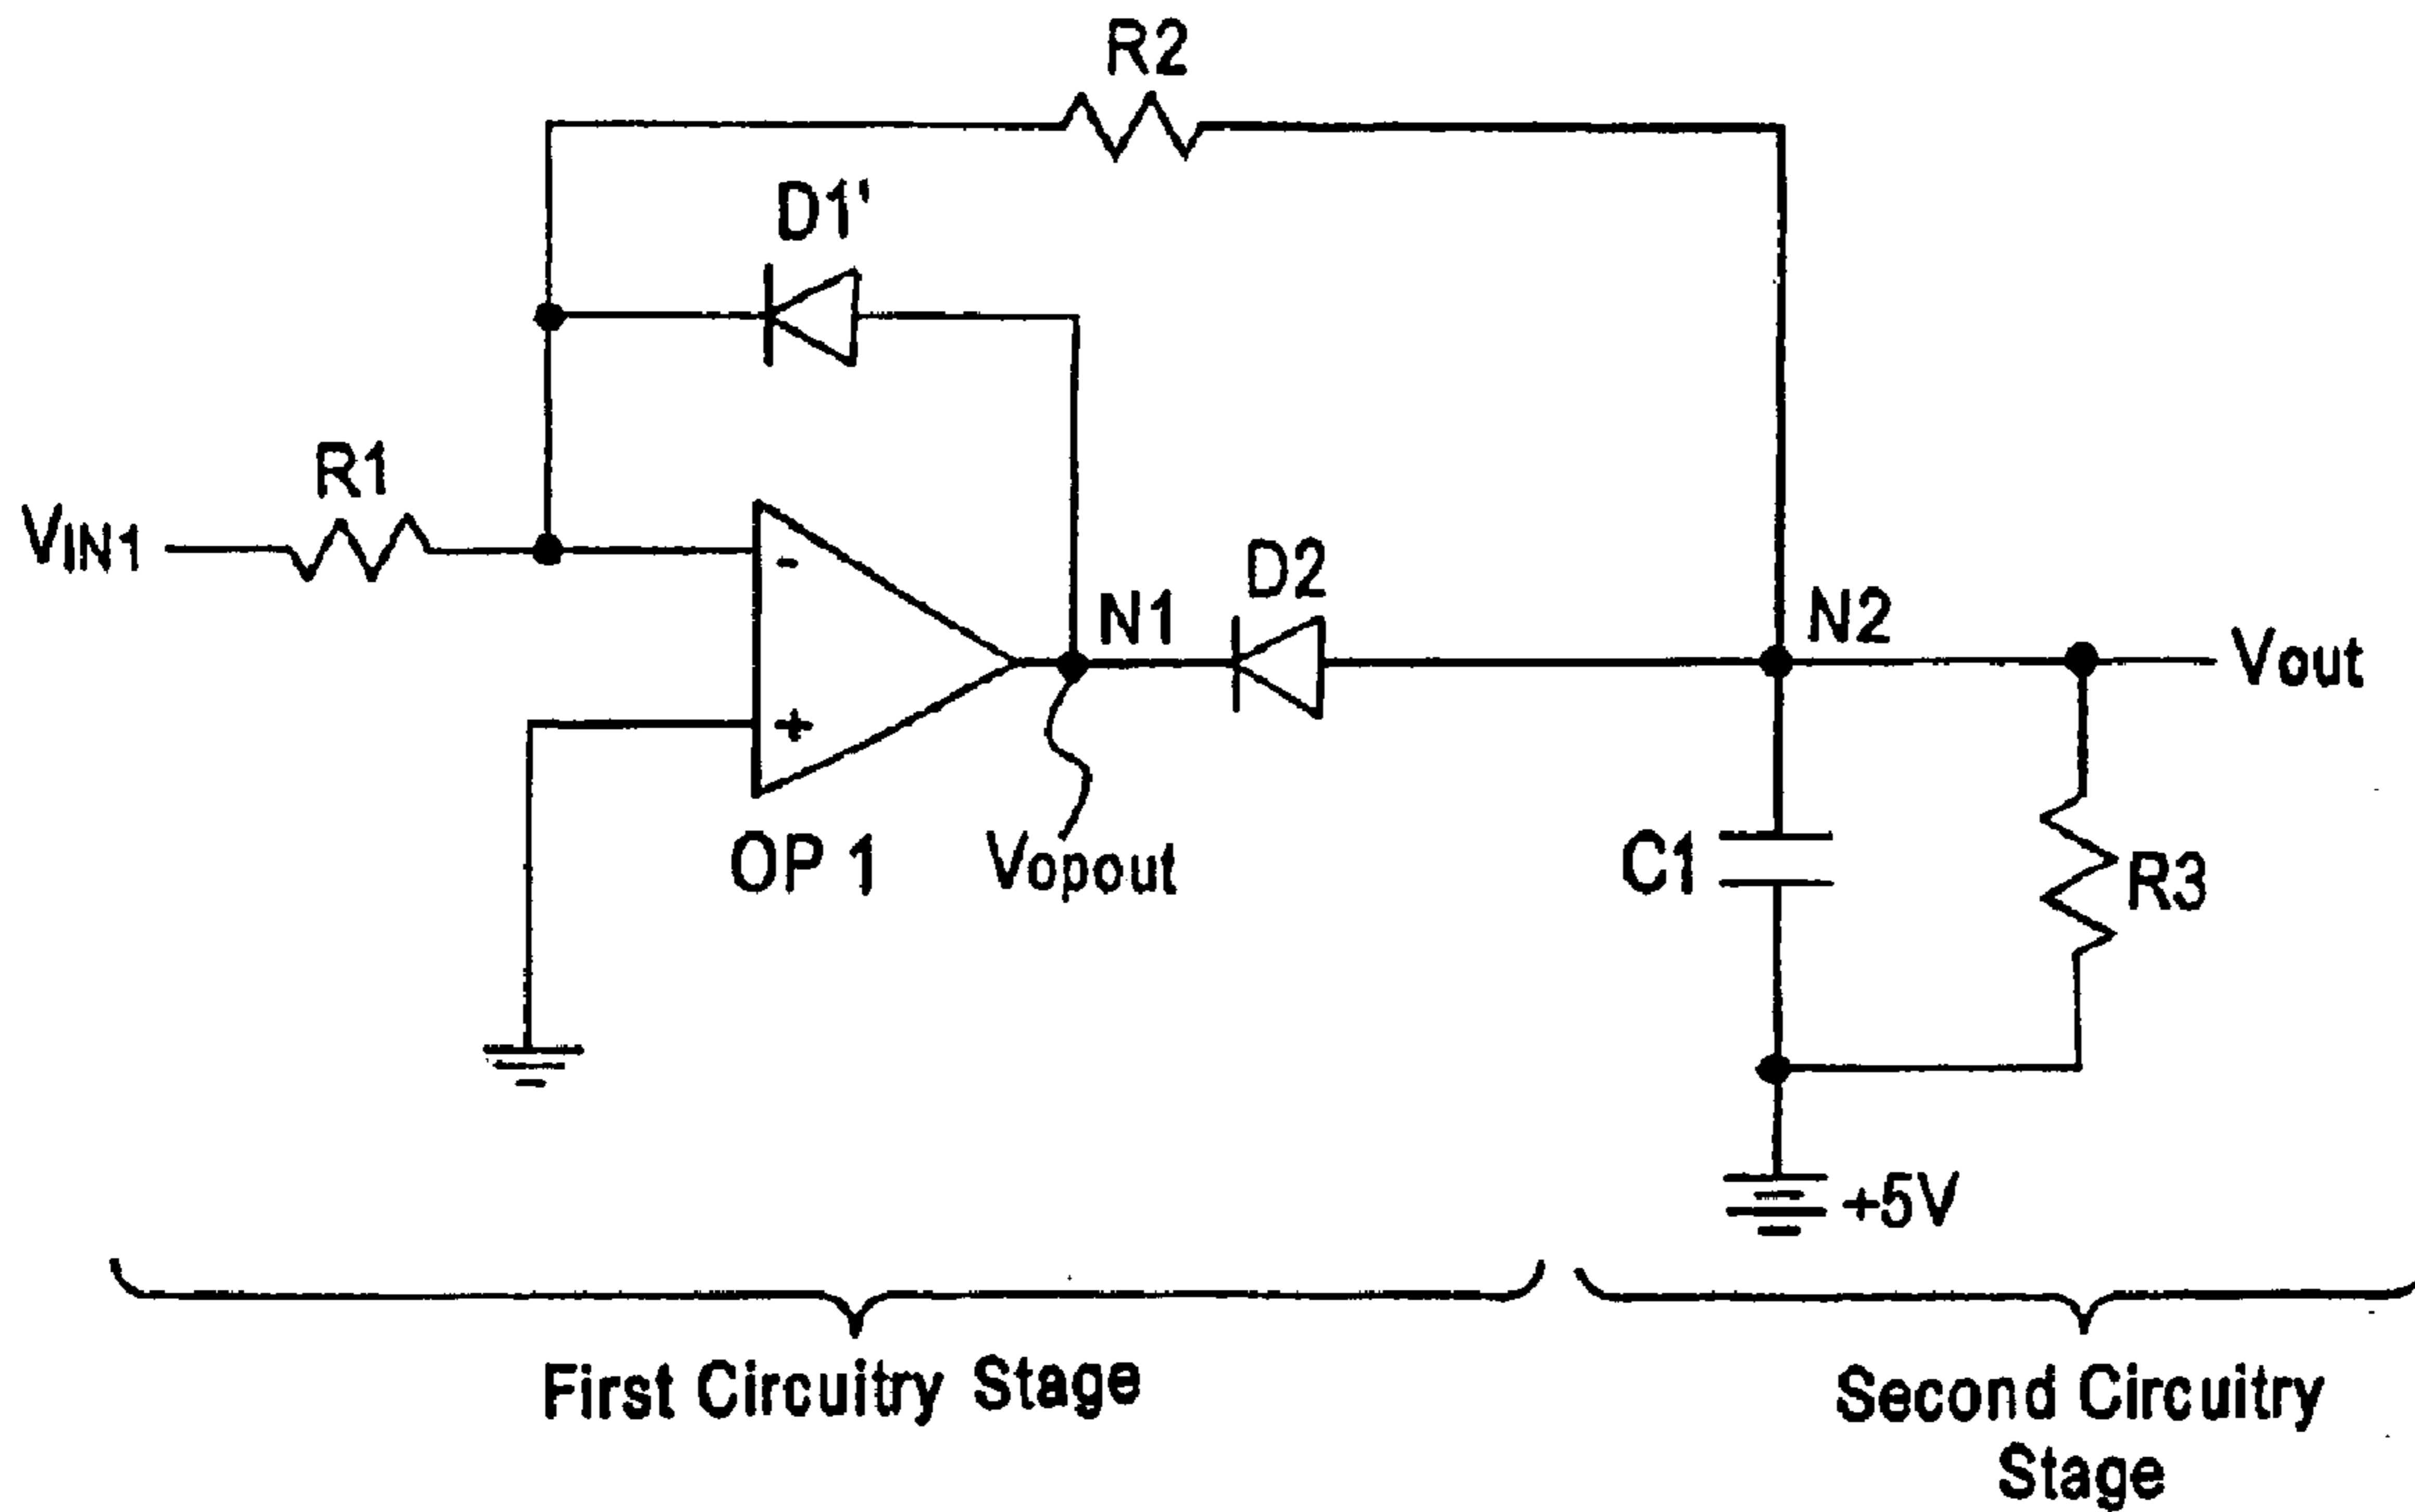 R2
D1'
R1
VIN1
-
+
N1
D2
N2
Vout
OP 1
Vopout
C1
R3
+5V
First Circuitry Stage
Second Circuitry
Stage